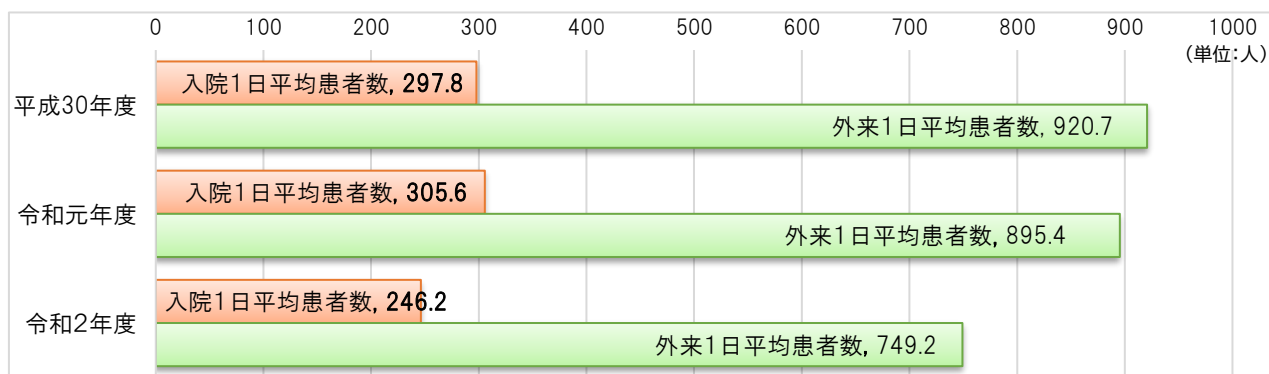 0 100 200 300 400 500 600 700 800 900 1000
(単位:人)
入院1日平均患者数, 297.8
平成30年度
外来1日平均患者数, 920.7
入院1日平均患者数, 305.6
令和元年度
外来1日平均患者数, 895.4
入院1日平均患者数, 246.2
令和2年度
外来1日平均患者数, 749.2